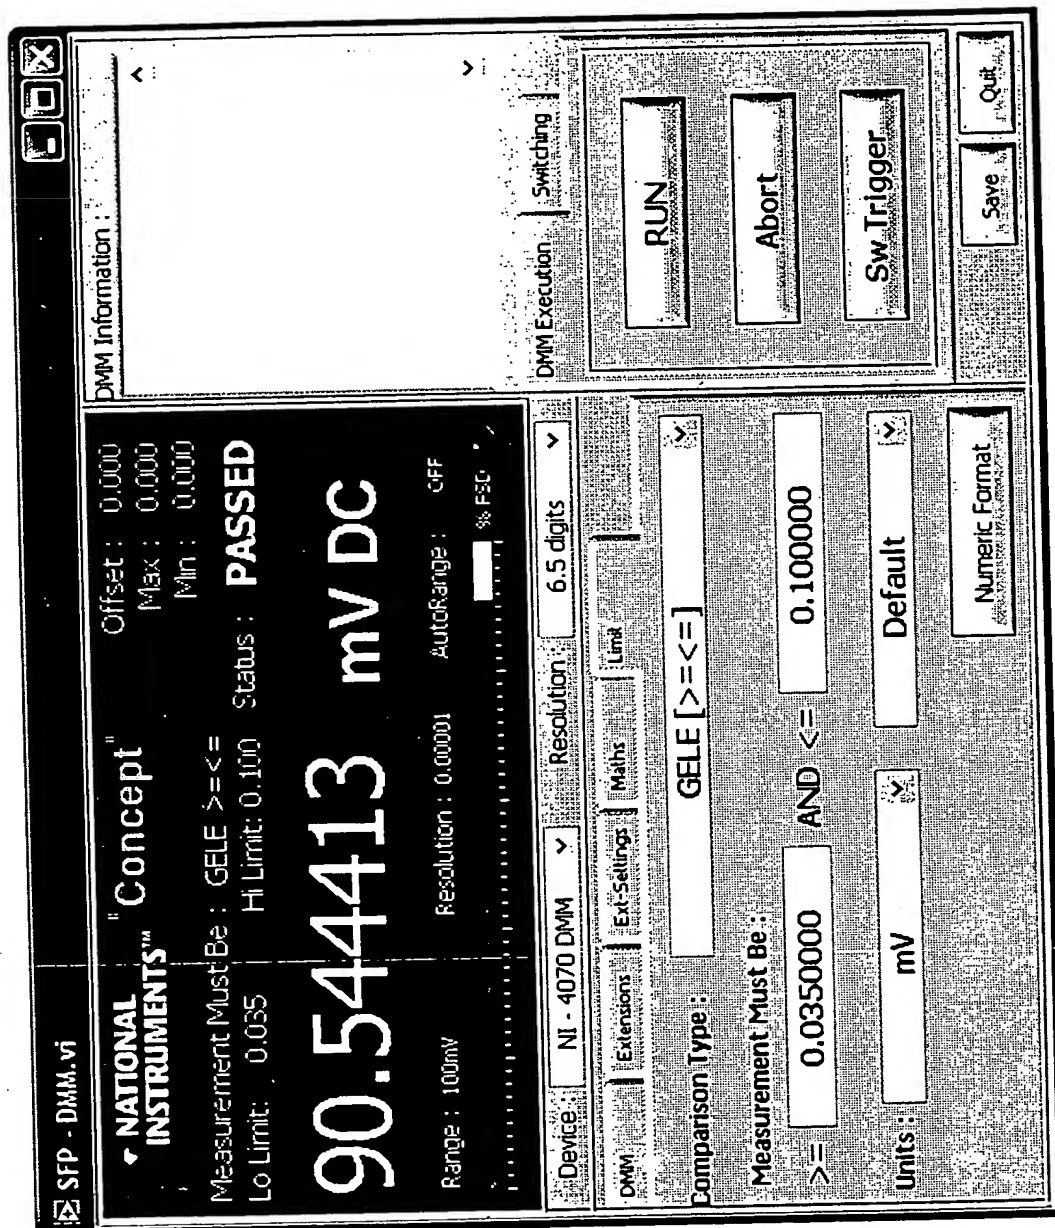 SFP - DMM.vi
NATIONAL
INSTRUMENTS™
"Concept"
Offset : 0.000
Max : 0.000
Min : 0.000
Measurement Must Be : GELE >=<=
Lo Limit: 0.035 Hi Limit: 0.100 Status : PASSED
90.544413 mV DC
Range : 100mV Resolution : 0.00001 AutoRange : OFF
% FSD
DMM Information :
Device : NI - 4070 DMM Resolution : 6.5 digits
DMM Extensions Ext-Settings Maths Limit
Comparison Type :
GELE [>=<=]
Measurement Must Be :
>= 0.0350000 AND <= 0.100000
Units : mV Default
Numeric Format
DMM Execution Switching
RUN
Abort
Sw Trigger
Save Quit